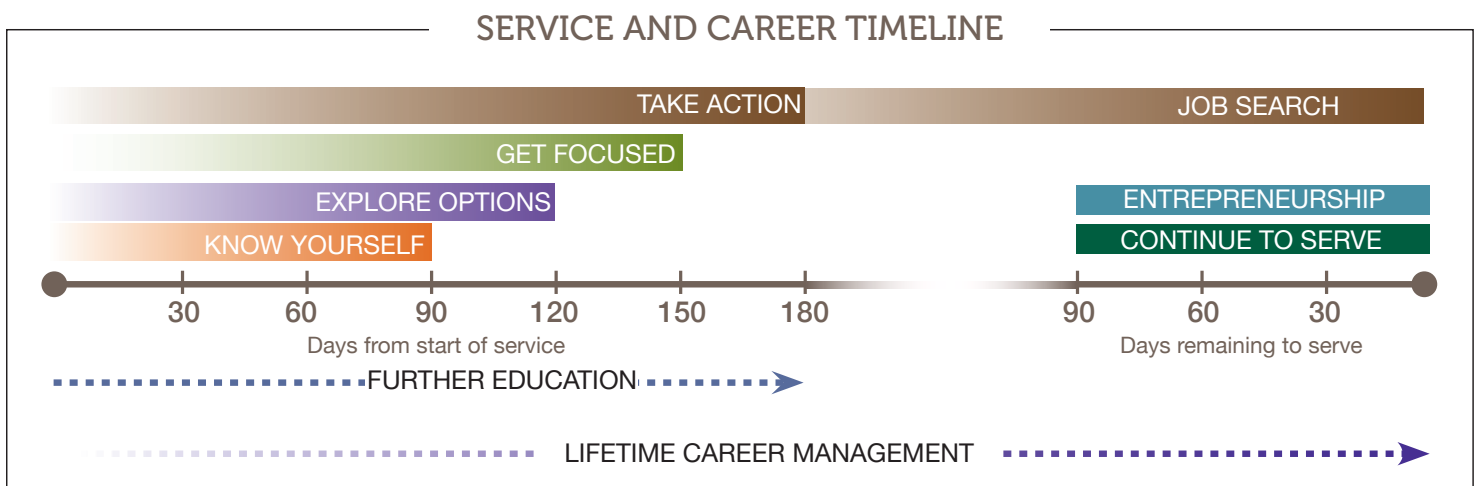 SERVICE AND CAREER TIMELINE
TAKE ACTION
JOB SEARCH
GET FOCUSED
EXPLORE OPTIONS
ENTREPRENEURSHIP
KNOW YOURSELF
CONTINUE TO SERVE
30 60 90 120 150 180 90 60 30
Days from start of service
Days remaining to serve
FURTHER EDUCATION
LIFETIME CAREER MANAGEMENT